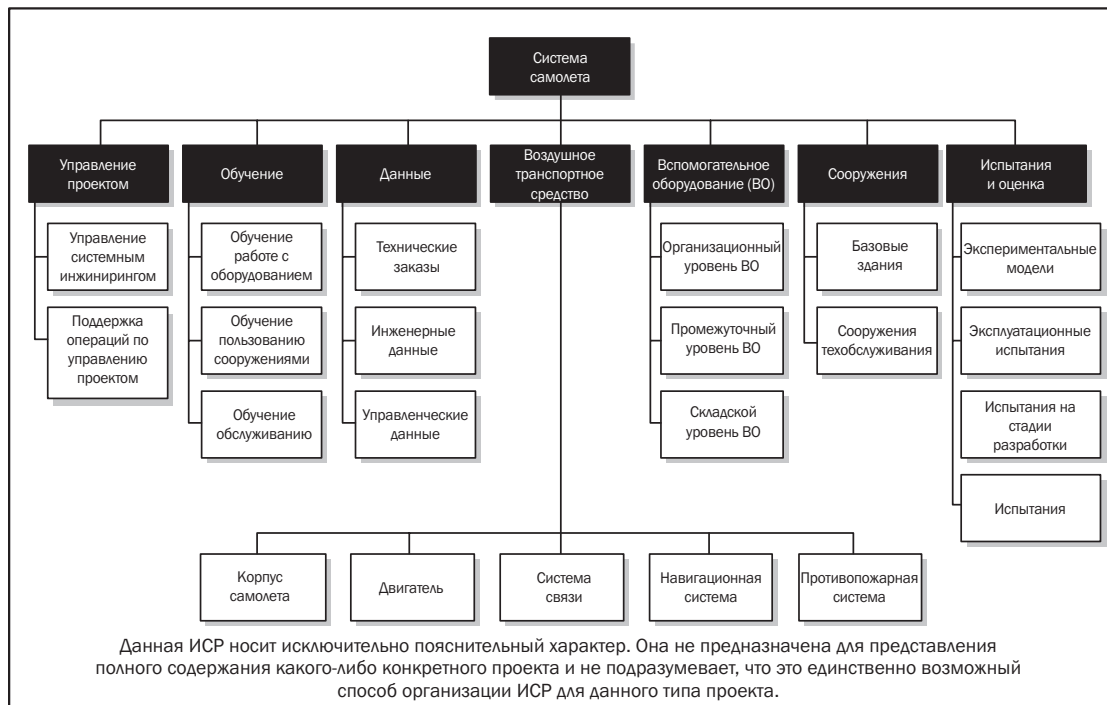 Система
самолета
Управление
проектом
Обучение
Данные
Воздушное
транспортное
средство
Вспомогательное
оборудование (ВО)
Сооружения
Испытания
и оценка
Управление
системным
инжинирингом
Поддержка
операций по
управлению
проектом
Обучение
работе с
оборудованием
Обучение
пользованию
сооружениями
Обучение
обслуживанию
Технические
заказы
Инженерные
данные
Управленческие
данные
Организационный
уровень ВО
Промежуточный
уровень ВО
Складской
уровень ВО
Базовые
здания
Сооружения
техобслуживания
Экспериментальные
модели
Эксплуатационные
испытания
Испытания на
стадии
разработки
Испытания
Корпус
самолета
Двигатель
Система
связи
Навигационная
система
Противопожарная
система
Данная ИСР носит исключительно пояснительный характер. Она не предназначена для представления
полного содержания какого-либо конкретного проекта и не подразумевает, что это единственно возможный
способ организации ИСР для данного типа проекта.